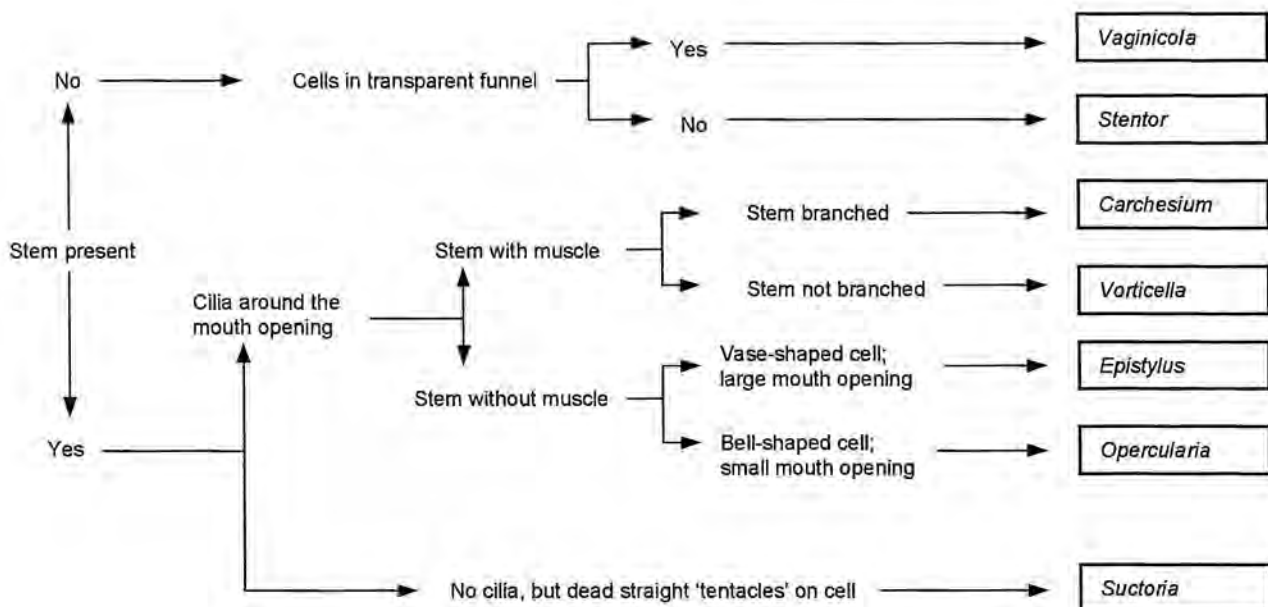 Yes
Vaginicola
No
Cells in transparent funnel
No
Stentor
Stem branched
Carchesium
Stem present
Stem with muscle
Cilia around the
mouth opening
Stem not branched
Vorticella
Vase-shaped cell;
large mouth opening
Epistylus
Stem without muscle
Yes
Bell-shaped cell;
small mouth opening
Opercularia
No cilia, but dead straight 'tentacles' on cell
Suctoria